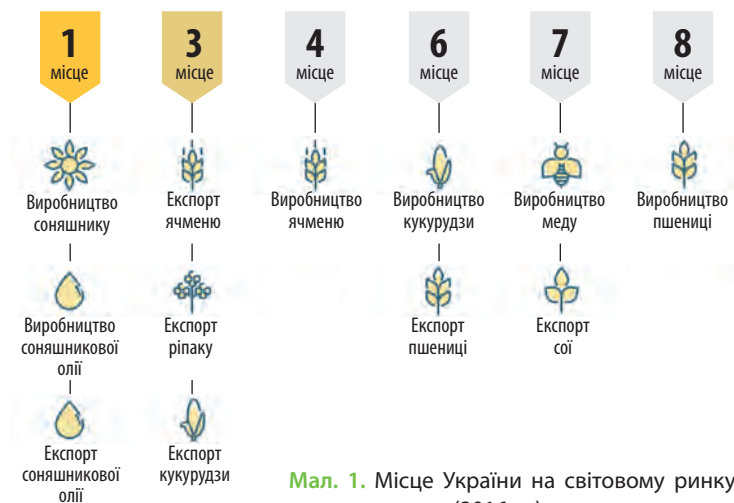 1
місце
3
місце
4
місце
6
місце
7
місце
8
місце
Виробництво
соняшнику
Експорт
ячменю
Виробництво
ячменю
Виробництво
кукурудзи
Виробництво
меду
Виробництво
пшениці
Виробництво
соняшникової
олії
Експорт
ріпаку
Експорт
пшениці
Експорт
сої
Експорт
соняшникової
олії
Експорт
кукурудзи
Мал. 1. Місце України на світовому ринку